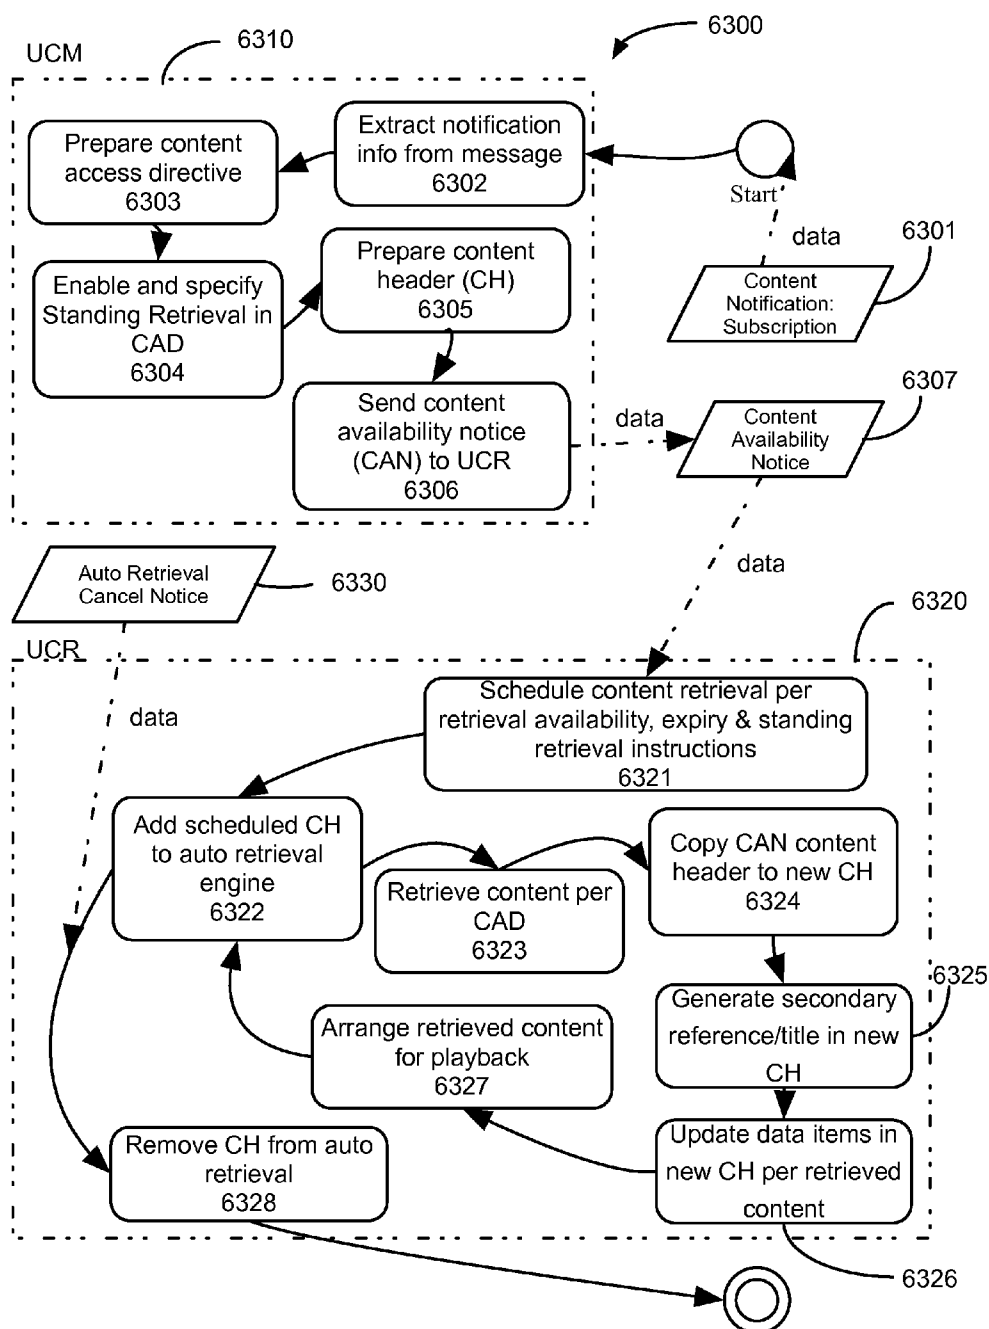 6310
6300
UCM
Extract notification
info from message
6302
Prepare content
access directive
6303
Start
data
6301
Prepare content
header (CH)
6305
Enable and specify
Standing Retrieval in
CAD
6304
Content
Notification:
Subscription
6307
Send content
availability notice
(CAN) to UCR
6306
data
Content
Availability
Notice
Auto Retrieval
Cancel Notice
6330
data
6320
UCR
data
Schedule content retrieval per
retrieval availability, expiry & standing
retrieval instructions
6321
Add scheduled CH
to auto retrieval
engine
6322
Retrieve content per
CAD
6323
Copy CAN content
header to new CH
6324
6325
Generate secondary
reference/title in new
CH
Arrange retrieved content
for playback
6327
Update data items in
new CH per retrieved
content
Remove CH from auto
retrieval
6328
6326